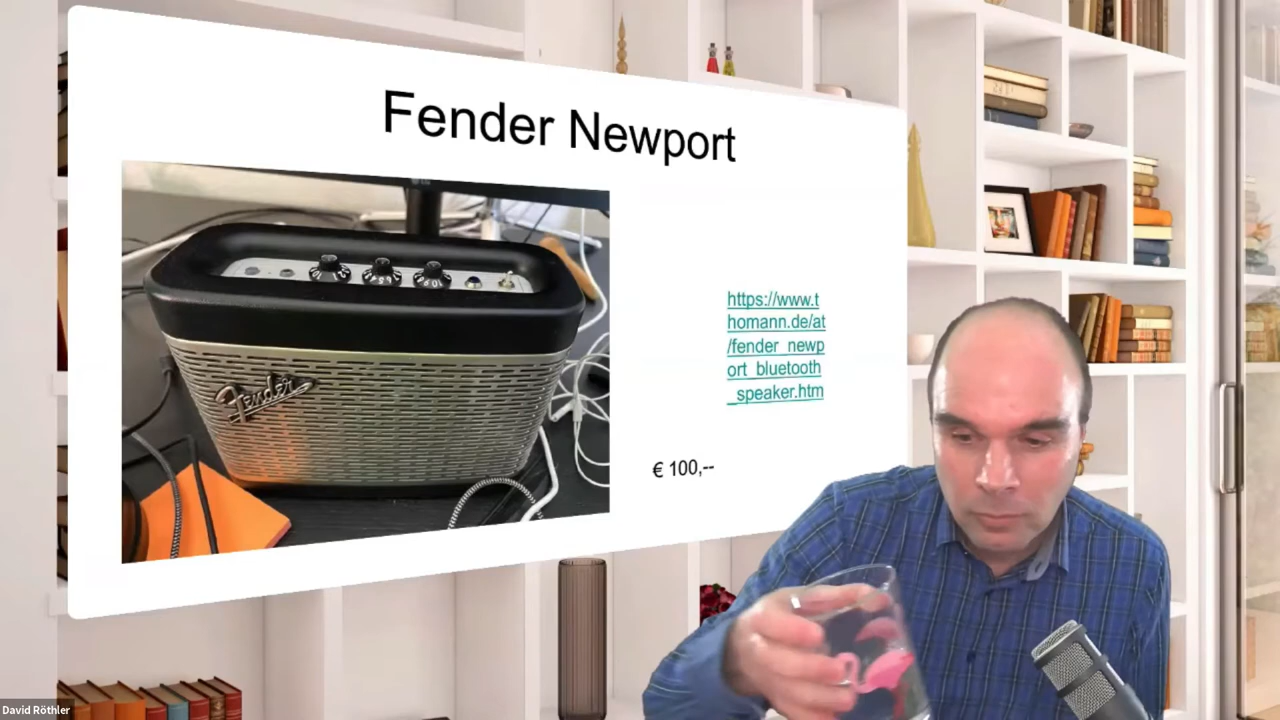 Fender Newport
Fender
https://www.t
homann.de/at
/fender_newp
ort_bluetooth
_speaker.htm
€ 100,--
David Röthler